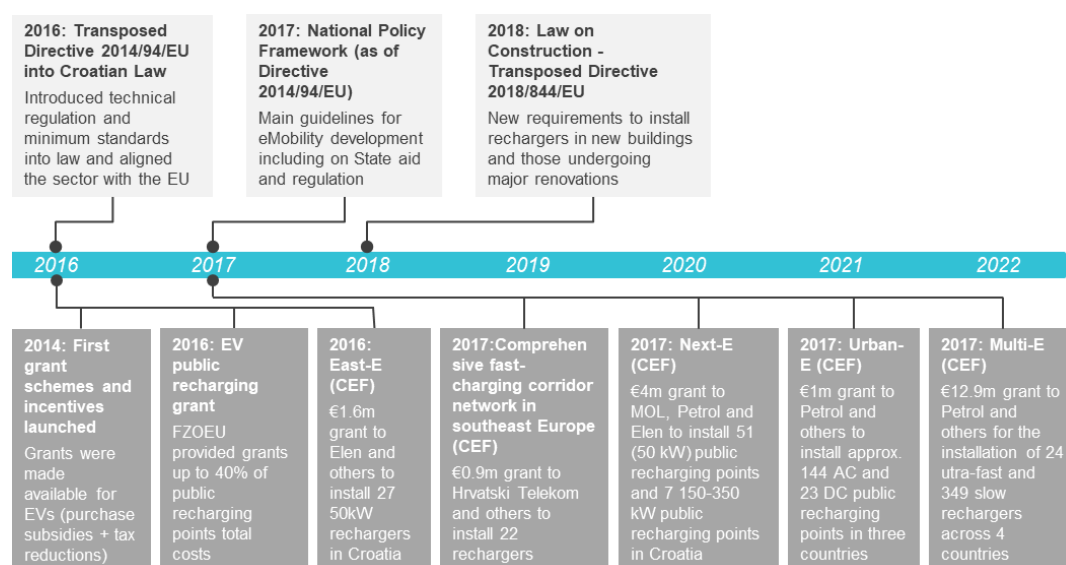 2016: Transposed
Directive 2014/94/EU
into Croatian Law
Introduced technical
regulation and
minimum standards
into law and aligned
the sector with the EU
2017: National Policy
Framework (as of
Directive
2014/94/EU)
Main guidelines for
eMobility development
including on State aid
and regulation
2018: Law on
Construction -
Transposed Directive
2018/844/EU
New requirements to install
rechargers in new buildings
and those undergoing
major renovations
2016 2017 2018 2019 2020 2021 2022
2014: First
grant
schemes and
incentives
launched
Grants were
made
available for
EVs (purchase
subsidies + tax
reductions)
2016: EV
public
recharging
grant
FZOEU
provided grants
up to 40% of
public
recharging
points total
costs
2016:
East-E
(CEF)
€1.6m
grant to
Elen and
others to
install 27
50kW
rechargers
in Croatia
2017:Comprehen
sive fast-
charging corridor
network in
southeast Europe
(CEF)
€0.9m grant to
Hrvatski Telekom
and others to
install 22
rechargers
2017: Next-E
(CEF)
€4m grant to
MOL, Petrol and
Elen to install 51
(50 kW) public
recharging points
and 7 150-350
kW public
recharging points
in Croatia
2017: Urban-
E (CEF)
€1m grant to
Petrol and
others to
install approx.
144 AC and
23 DC public
recharging
points in three
countries
2017: Multi-E
(CEF)
€12.9m grant to
Petrol and
others for the
installation of 24
utra-fast and
349 slow
rechargers
across 4
countries